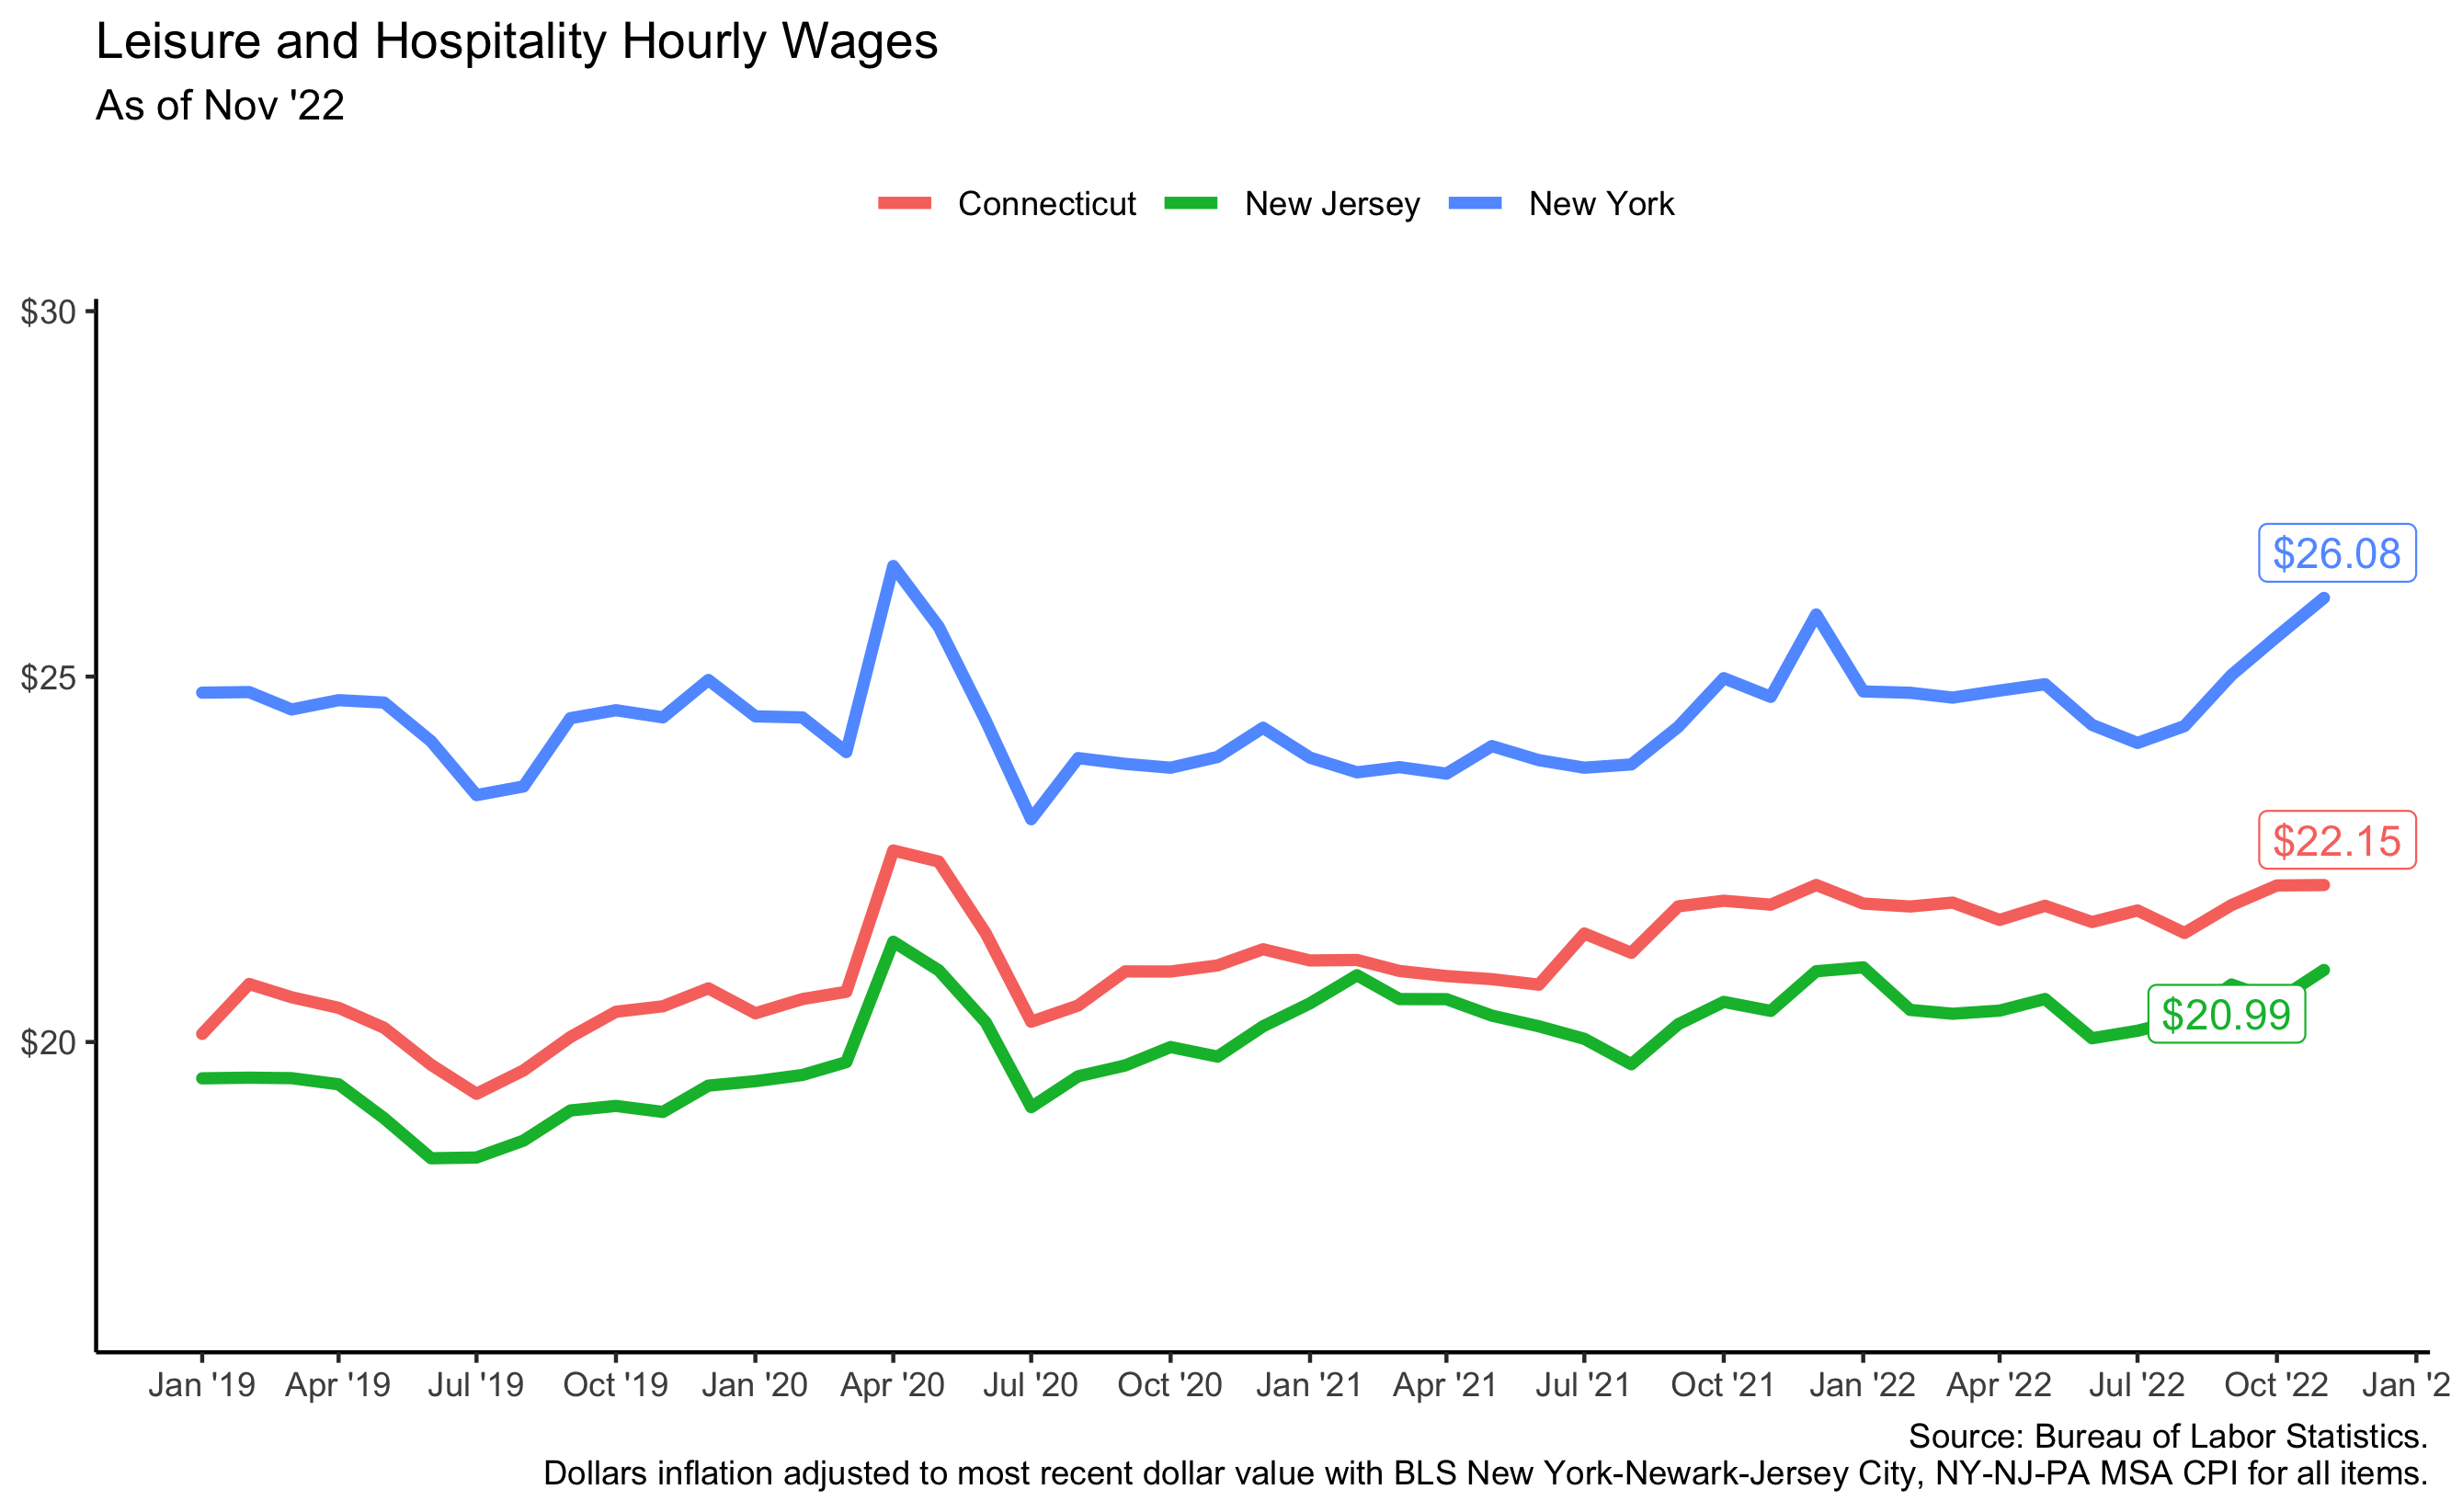 Leisure and Hospitality Hourly Wages
As of Nov '22
Connecticut New Jersey New York
$30
$25
$20
$26.08
$22.15
$20.99
Jan '19 Apr '19 Jul '19 Oct '19 Jan '20 Apr '20 Jul '20 Oct '20 Jan '21 Apr '21 Jul '21 Oct '21 Jan '22 Apr '22 Jul '22 Oct '22 Jan '2
Source: Bureau of Labor Statistics.
Dollars inflation adjusted to most recent dollar value with BLS New York-Newark-Jersey City, NY-NJ-PA MSA CPI for all items.